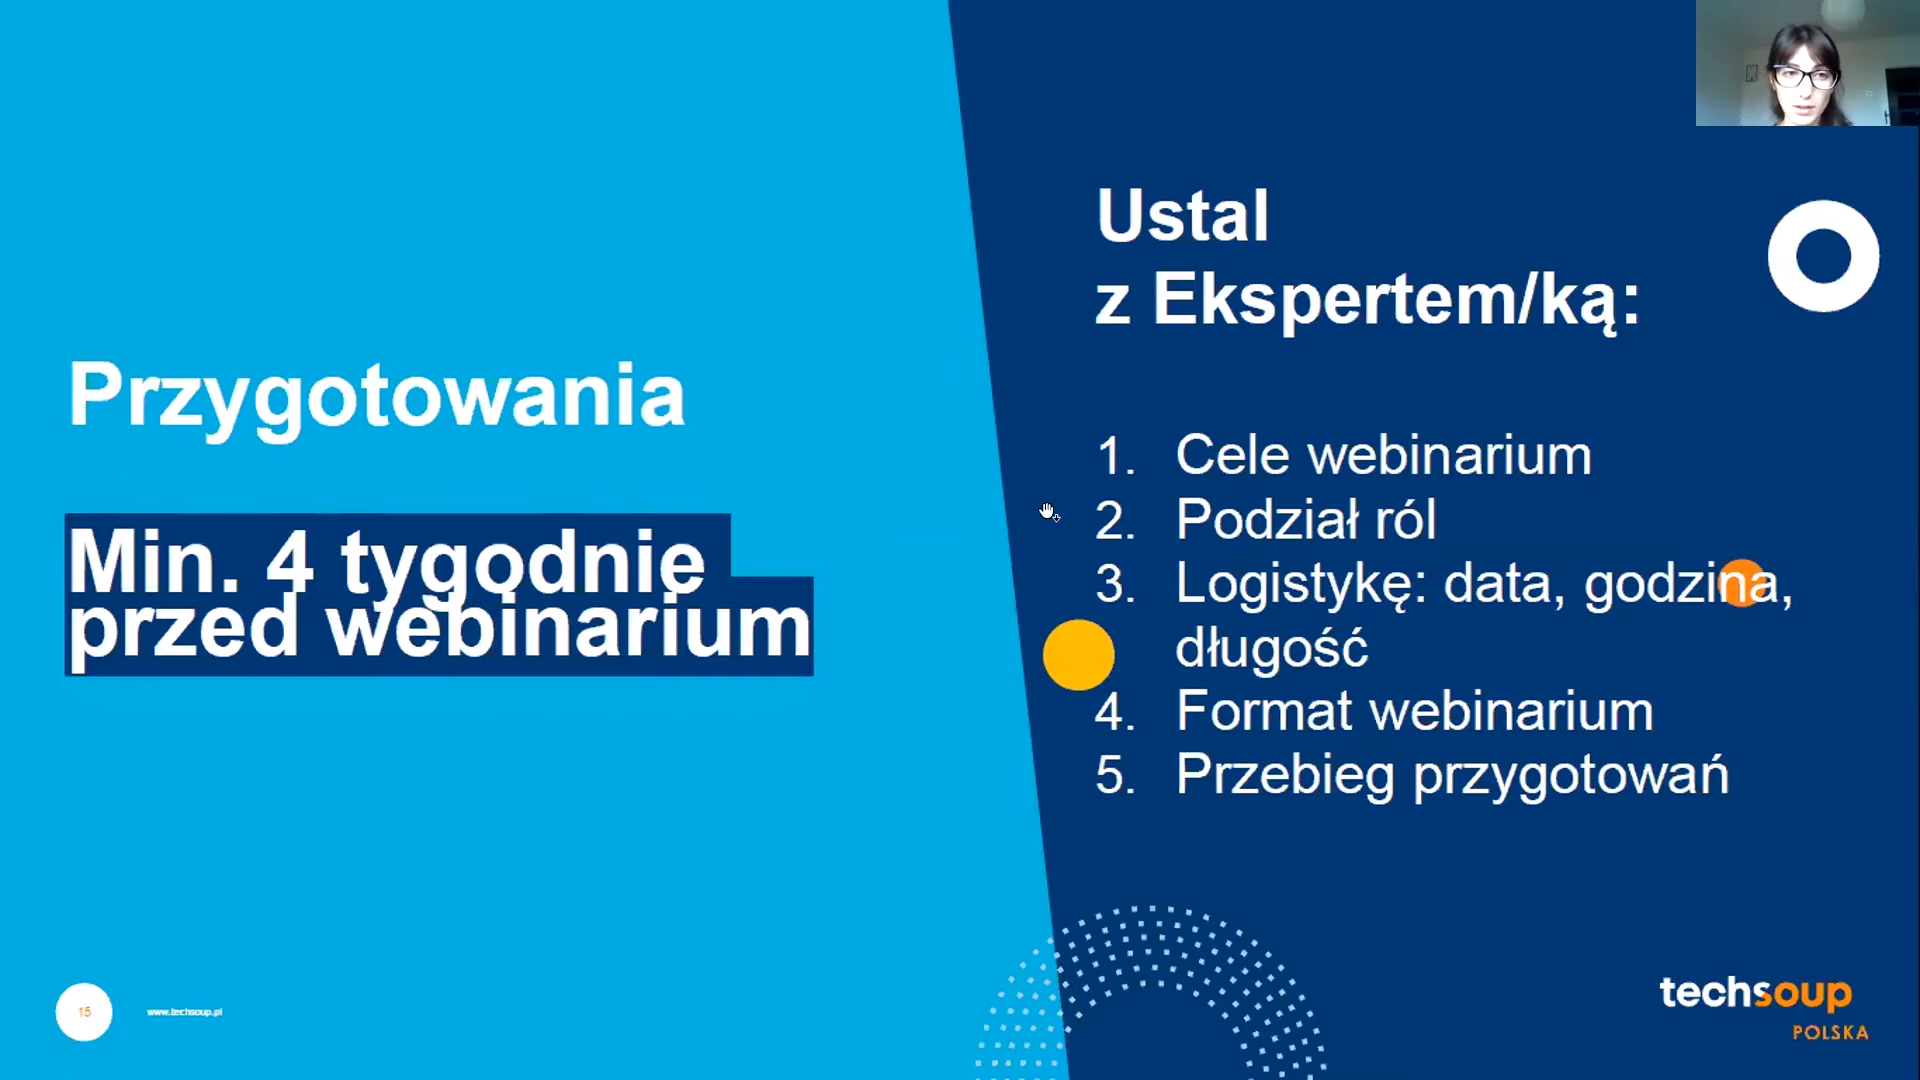 Przygotowania
Min. 4 tygodnie
przed webinarium
Ustal
z Ekspertem/ką:
1. Cele webinarium
2. Podział ról
3. Logistykę: data, godzina,
długość
4. Format webinarium
5. Przebieg przygotowań
15
www.techsoup.pl
techsoup
POLSKA